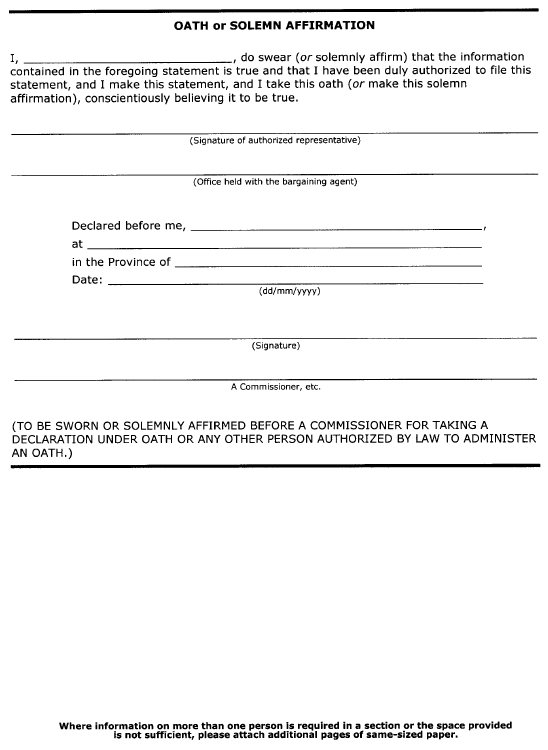 OATH or SOLEMN AFFIRMATION
I, ______________________________, do swear (or solemnly affirm) that the information
contained in the foregoing statement is true and that I have been duly authorized to file this
statement, and I make this statement, and I take this oath (or make this solemn
affirmation), conscientiously believing it to be true.
(Signature of authorized representative)
(Office held with the bargaining agent)
Declared before me, ______________________________,
at ______________________________
in the Province of ______________________________
Date: ______________________________
(dd/mm/yyyy)
(Signature)
A Commissioner, etc.
(TO BE SWORN OR SOLEMNLY AFFIRMED BEFORE A COMMISSIONER FOR TAKING A
DECLARATION UNDER OATH OR ANY OTHER PERSON AUTHORIZED BY LAW TO ADMINISTER
AN OATH.)
Where information on more than one person is required in a section or the space provided
is not sufficient, please attach additional pages of same-sized paper.